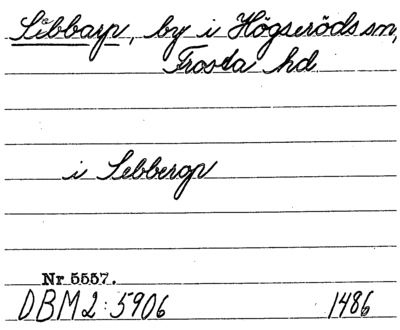 Sibbarp, by i Högseröds sn,
Frosta hd.
i Sebbergp
Nr 5557.
DBM2:5906 1486